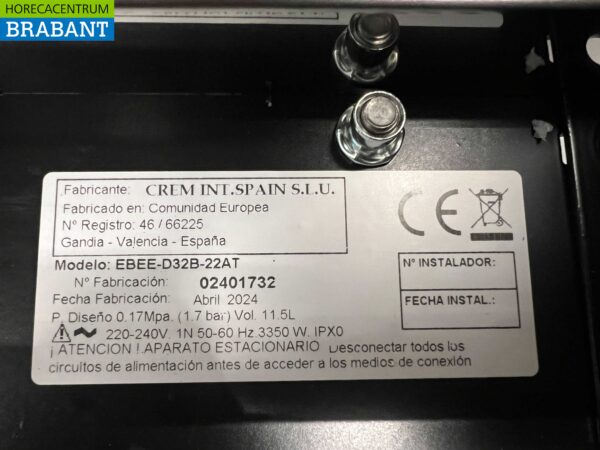 HORECACENTRUM
BRABANT
Fabricante: CREM INT.SPAIN S.L.U.
Fabricado en: Comunidad Europea
Nº Registro: 46 / 66225
Gandia - Valencia - España
Modelo: EBEE-D32B-22AT
Nº Fabricación: 02401732
Fecha Fabricación: Abril 2024
P. Diseño 0.17Mpa. (1.7 bar) Vol. 11.5L
220-240V. 1N 50-60 Hz 3350 W. IPX0
¡ ATENCION ! APARATO ESTACIONARIO Desconectar todos los
circuitos de alimentación antes de acceder a los medios de conexión
CE
Nº INSTALADOR:
FECHA INSTAL.: